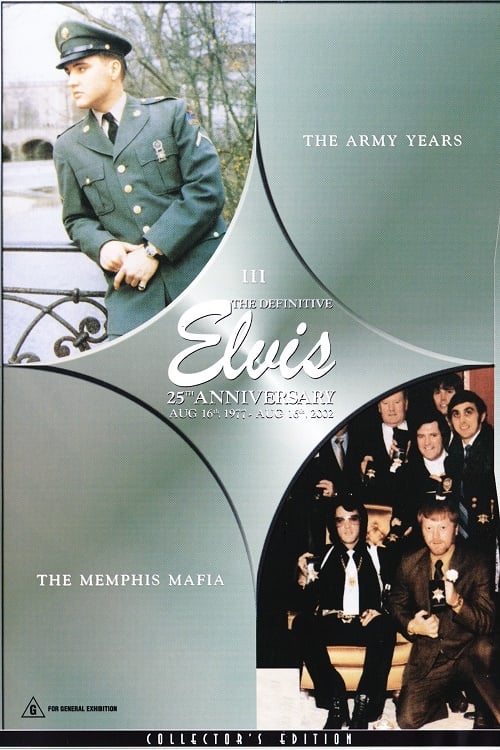 THE ARMY YEARS
III
THE DEFINITIVE
Elvis
25TH ANNIVERSARY
AUG 16th, 1977 - AUG 16th, 2002
THE MEMPHIS MAFIA
G FOR GENERAL EXHIBITION
COLLECTOR'S EDITION